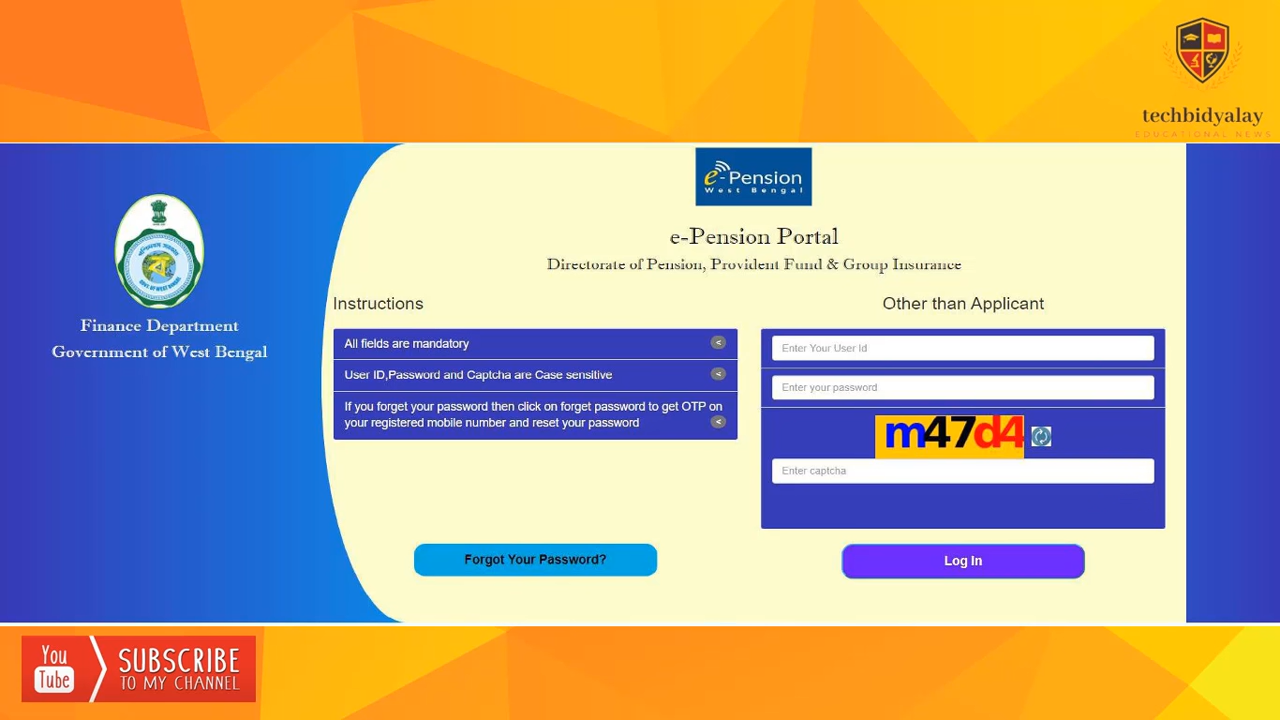 techbidyalay
EDUCATIONAL NEWS
e-Pension
West Bengal
e-Pension Portal
Directorate of Pension, Provident Fund & Group Insurance
Finance Department
Government of West Bengal
Instructions
All fields are mandatory
User ID,Password and Captcha are Case sensitive
If you forget your password then click on forget password to get OTP on
your registered mobile number and reset your password
Forgot Your Password?
Other than Applicant
Enter Your User Id
Enter your password
m47d4
Enter captcha
Log In
You
Tube
SUBSCRIBE
TO MY CHANNEL